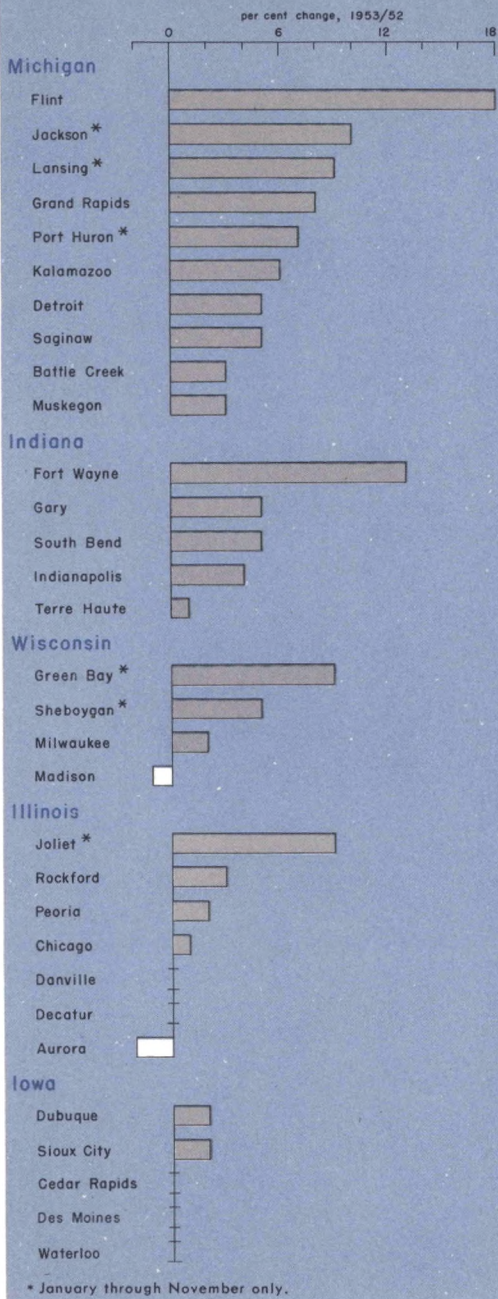 per cent change, 1953/52
0 6 12 18
Michigan
Flint
Jackson *
Lansing *
Grand Rapids
Port Huron *
Kalamazoo
Detroit
Saginaw
Battle Creek
Muskegon
Indiana
Fort Wayne
Gary
South Bend
Indianapolis
Terre Haute
Wisconsin
Green Bay *
Sheboygan *
Milwaukee
Madison
Illinois
Joliet *
Rockford
Peoria
Chicago
Danville
Decatur
Aurora
Iowa
Dubuque
Sioux City
Cedar Rapids
Des Moines
Waterloo
* January through November only.